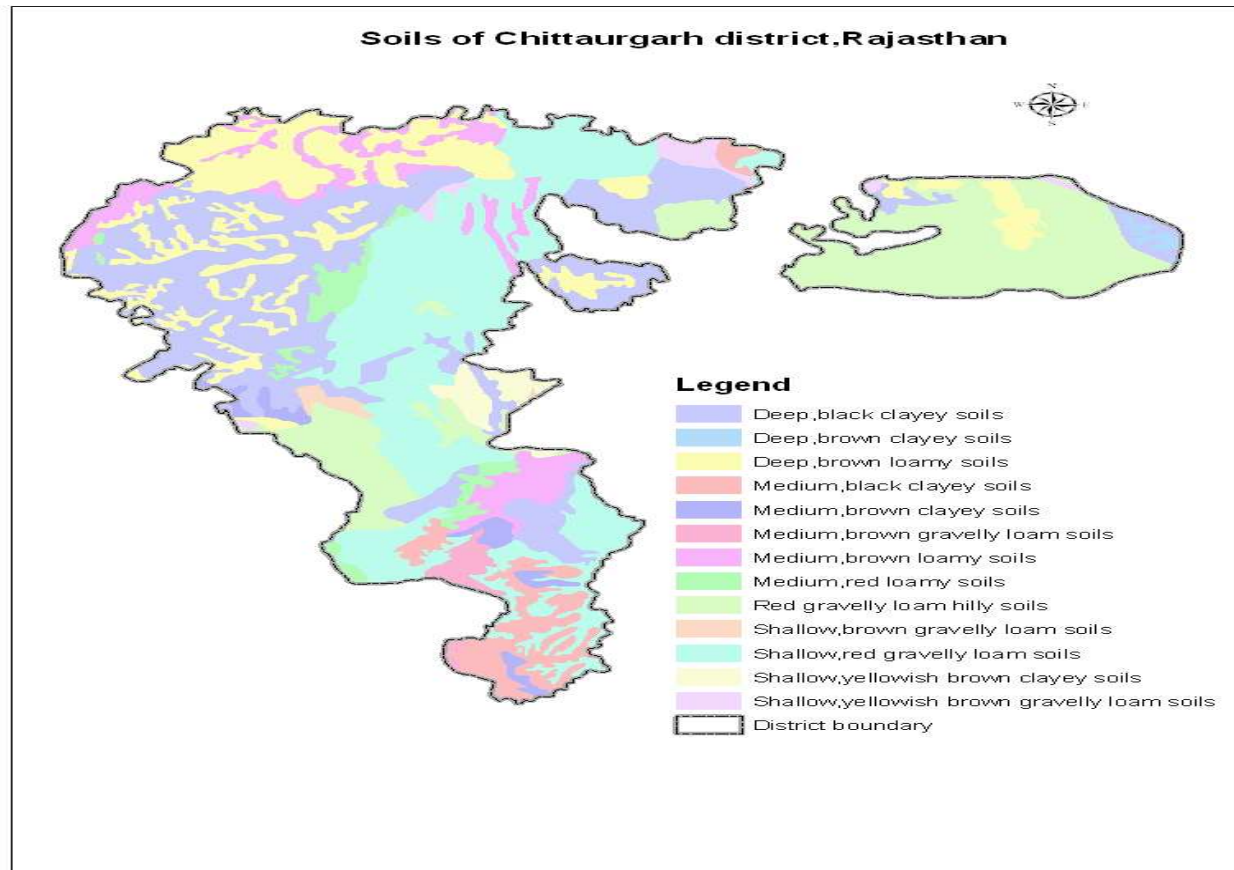 Soils of Chittaurgarh district,Rajasthan
N
W E
S
Legend
Deep,black clayey soils
Deep,brown clayey soils
Deep,brown loamy soils
Medium,black clayey soils
Medium,brown clayey soils
Medium,brown gravelly loam soils
Medium,brown loamy soils
Medium,red loamy soils
Red gravelly loam hilly soils
Shallow,brown gravelly loam soils
Shallow,red gravelly loam soils
Shallow,yellowish brown clayey soils
Shallow,yellowish brown gravelly loam soils
District boundary